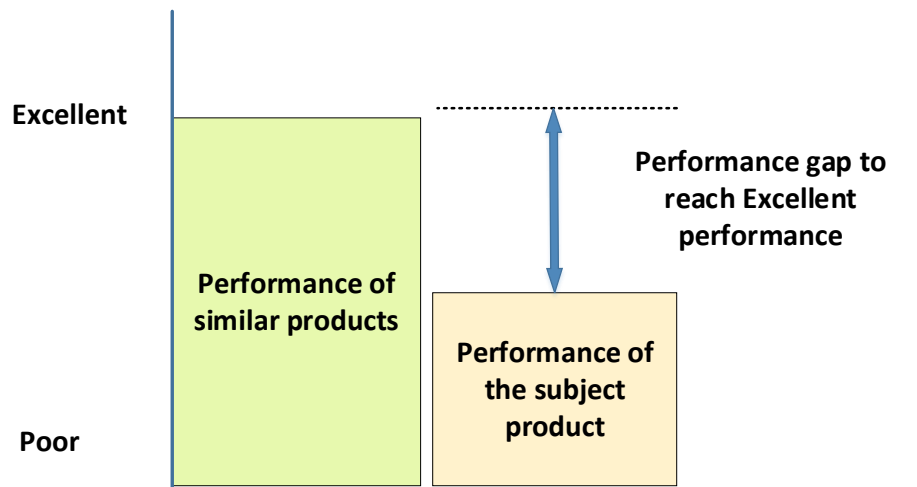 Excellent
Performance gap to
reach Excellent
performance
Performance of
similar products
Performance of
the subject
product
Poor